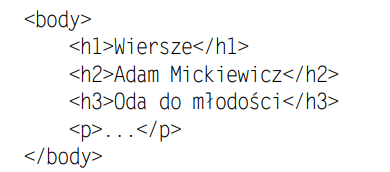 <body>
    <h1>Wiersze</h1>
    <h2>Adam Mickiewicz</h2>
    <h3>Oda do młodości</h3>
    <p>...</p>
</body>